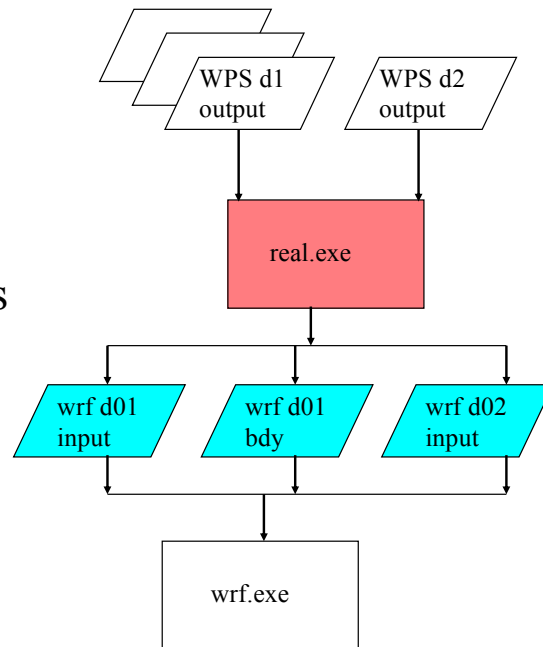 WPS d1
output
WPS d2
output
real.exe
s
wrf d01
input
wrf d01
bdy
wrf d02
input
wrf.exe